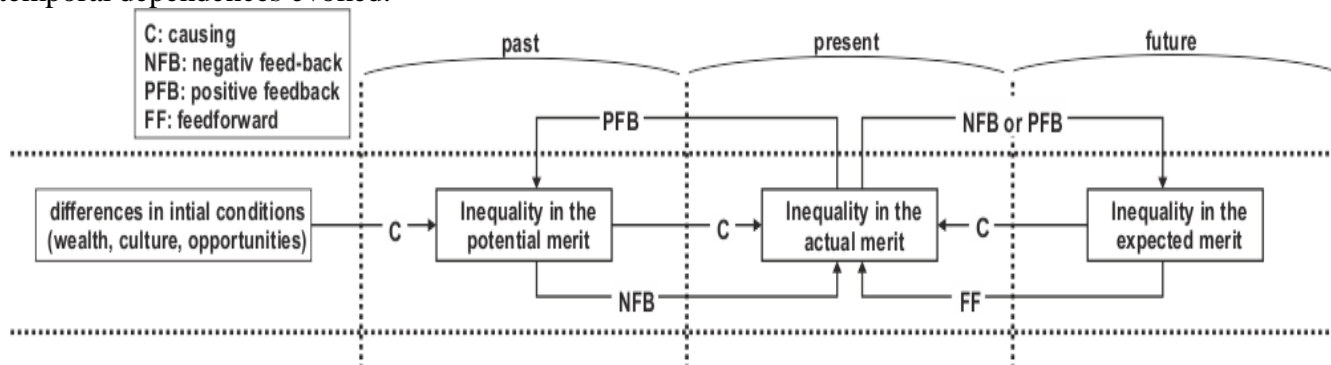 temporal dependences evolved.
C: causing
NFB: negativ feed-back
PFB: positive feedback
FF: feedforward
past
present
future
PFB
NFB or PFB
differences in intial conditions
(wealth, culture, opportunities)
C
Inequality in the
potential merit
C
Inequality in the
actual merit
C
Inequality in the
expected merit
NFB
FF